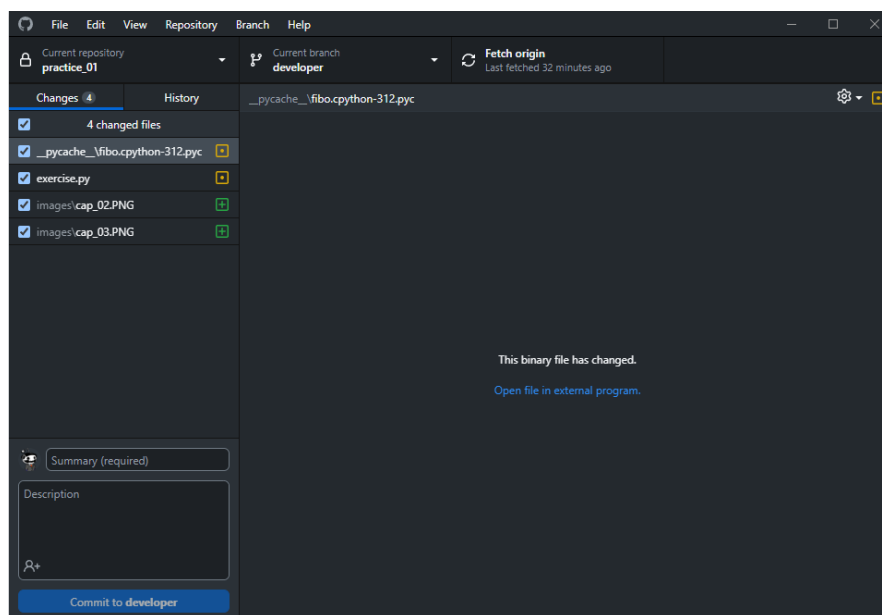 File Edit View Repository Branch Help
Current repository
practice_01
Current branch
developer
Fetch origin
Last fetched 32 minutes ago
Changes 4 History
__pycache__\fibo.cpython-312.pyc
4 changed files
__pycache__\fibo.cpython-312.pyc
exercise.py
images\cap_02.PNG
images\cap_03.PNG
This binary file has changed.
Open file in external program.
Summary (required)
Description
Commit to developer